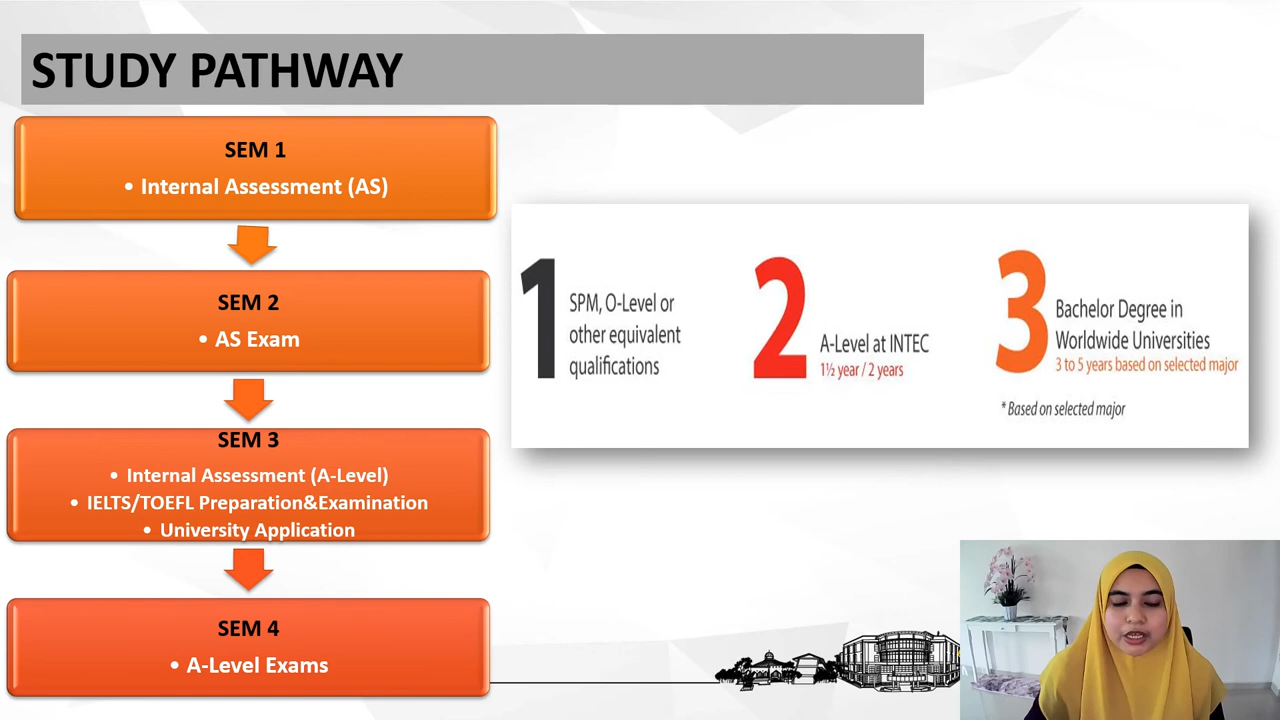 STUDY PATHWAY
SEM 1
• Internal Assessment (AS)
SEM 2
• AS Exam
SEM 3
• Internal Assessment (A-Level)
• IELTS/TOEFL Preparation&Examination
• University Application
SEM 4
• A-Level Exams
1
SPM, O-Level or
other equivalent
qualifications
2
A-Level at INTEC
1½ year / 2 years
3
Bachelor Degree in
Worldwide Universities
3 to 5 years based on selected major
* Based on selected major